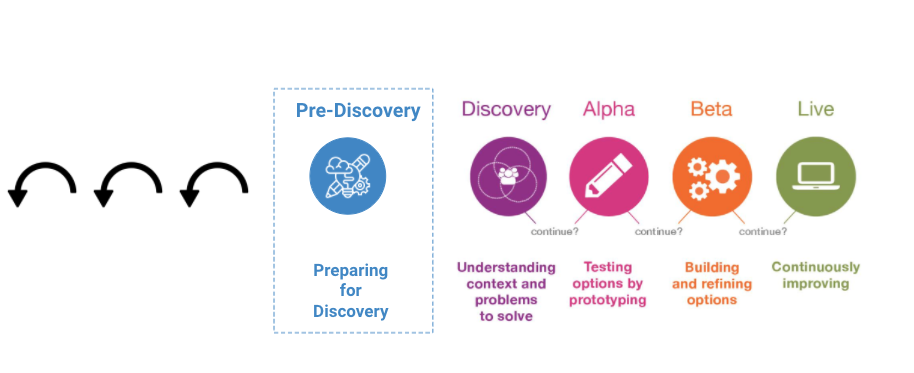 Pre-Discovery
Preparing
for
Discovery
Discovery
Understanding
context and
problems
to solve
continue?
Alpha
Testing
options by
prototyping
continue?
Beta
Building
and refining
options
continue?
Live
Continuously
improving